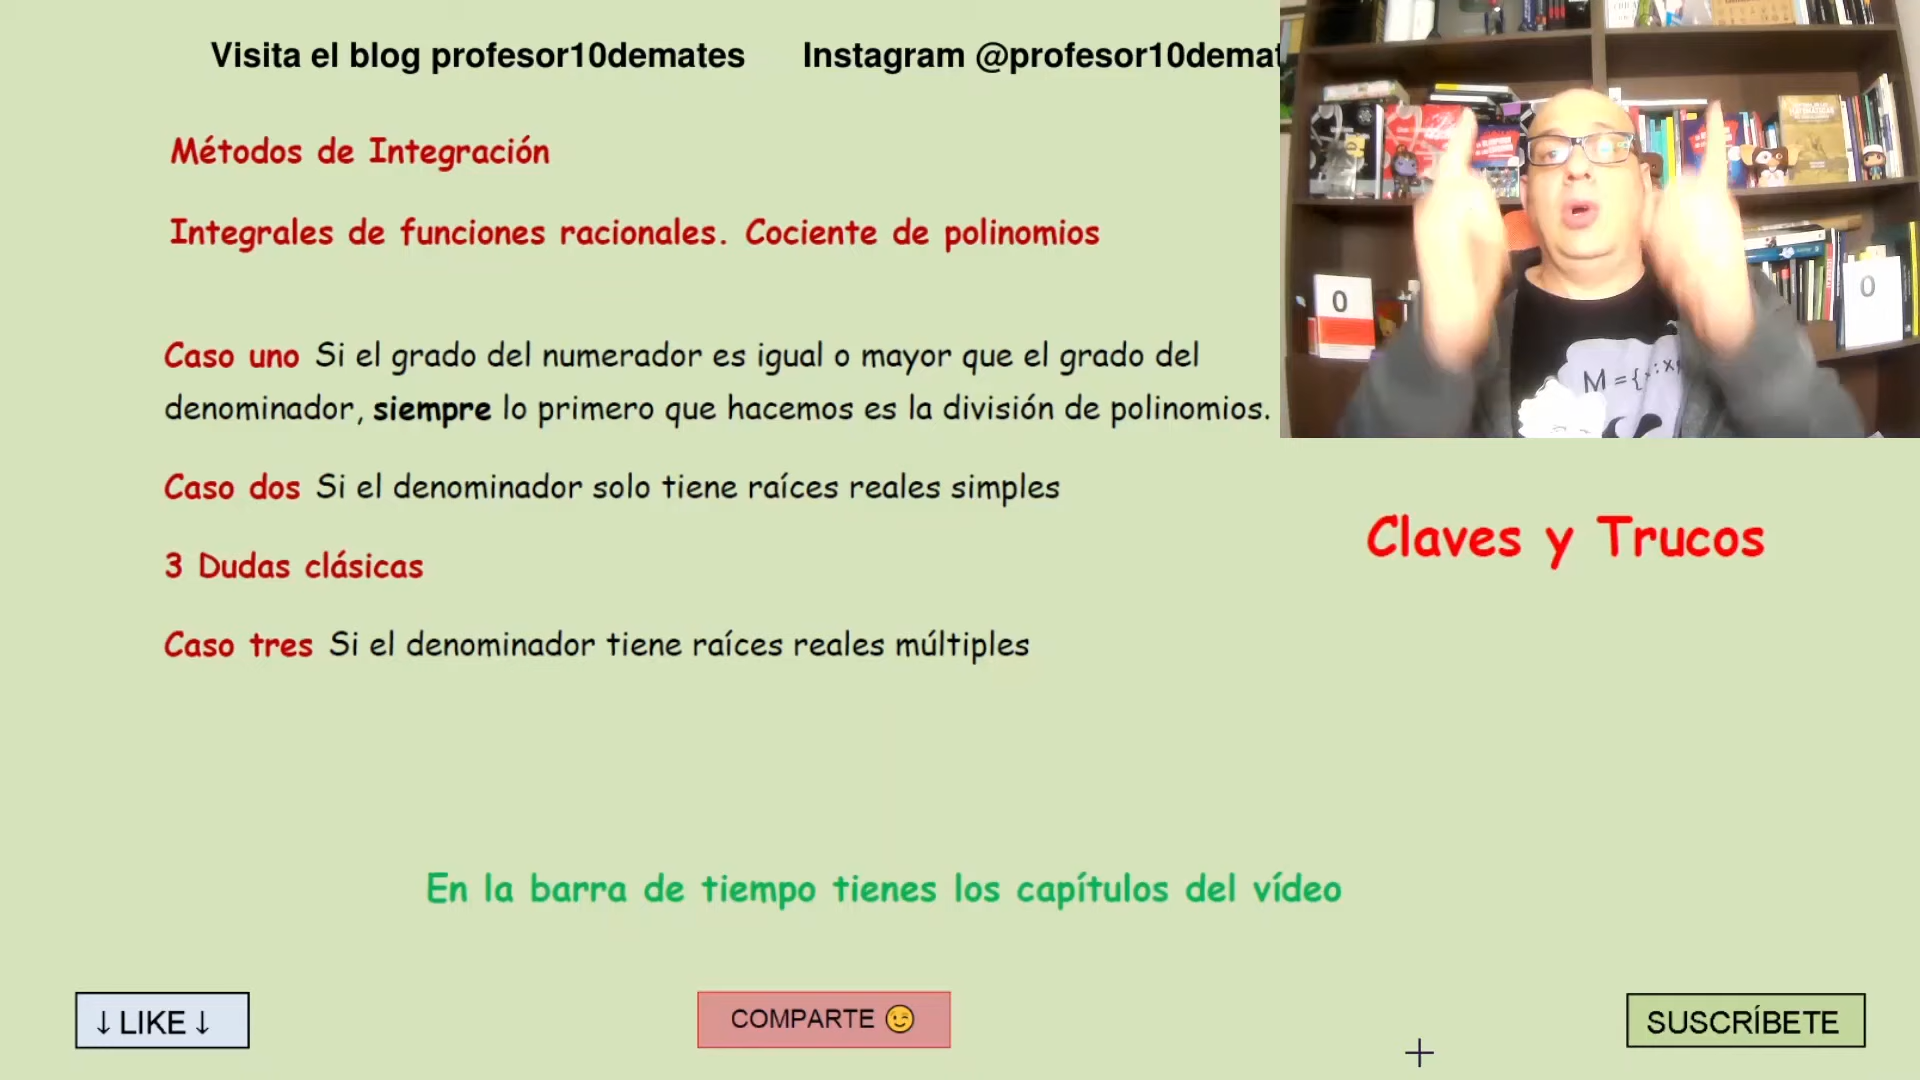 Visita el blog profesor10demates
Instagram @profesor10demat
Métodos de Integración
Integrales de funciones racionales. Cociente de polinomios
Caso uno Si el grado del numerador es igual o mayor que el grado del
denominador, siempre lo primero que hacemos es la división de polinomios.
Caso dos Si el denominador solo tiene raíces reales simples
3 Dudas clásicas
Caso tres Si el denominador tiene raíces reales múltiples
Claves y Trucos
En la barra de tiempo tienes los capítulos del vídeo
↓ LIKE ↓
COMPARTE 😉
SUSCRÍBETE
0
0
M = {x:x